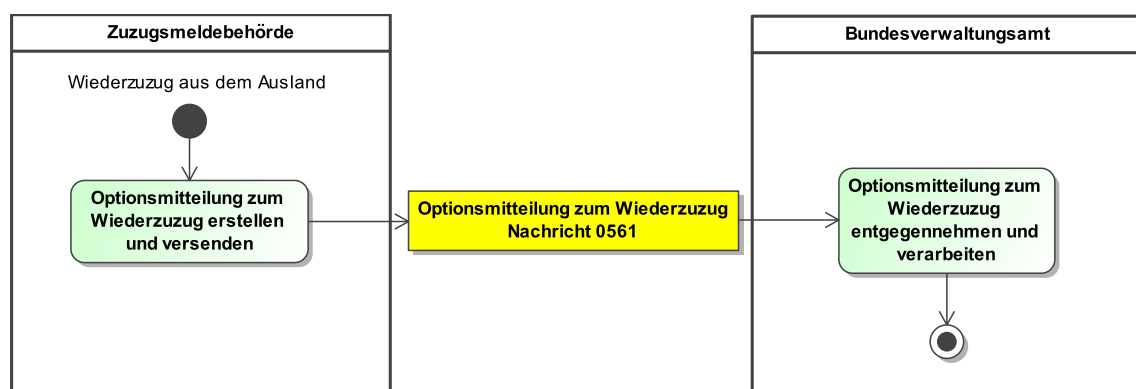 Zuzugsmeldebehörde
Wiederzuzug aus dem Ausland
Optionsmitteilung zum
Wiederzuzug erstellen
und versenden
Optionsmitteilung zum Wiederzuzug
Nachricht 0561
Bundesverwaltungsamt
Optionsmitteilung zum
Wiederzuzug
entgegennehmen und
verarbeiten